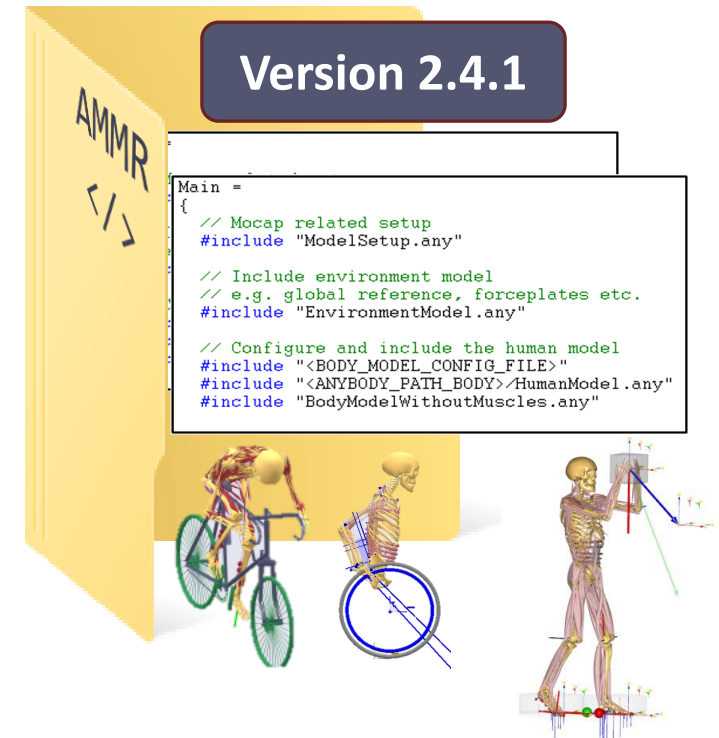 Version 2.4.1
AMMR
</>
Main =
{
// Mocap related setup
#include "ModelSetup.any"
// Include environment model
// e.g. global reference, forceplates etc.
#include "EnvironmentModel.any"
// Configure and include the human model
#include "<BODY_MODEL_CONFIG_FILE>"
#include "<ANYBODY_PATH_BODY>/HumanModel.any"
#include "BodyModelWithoutMuscles.any"